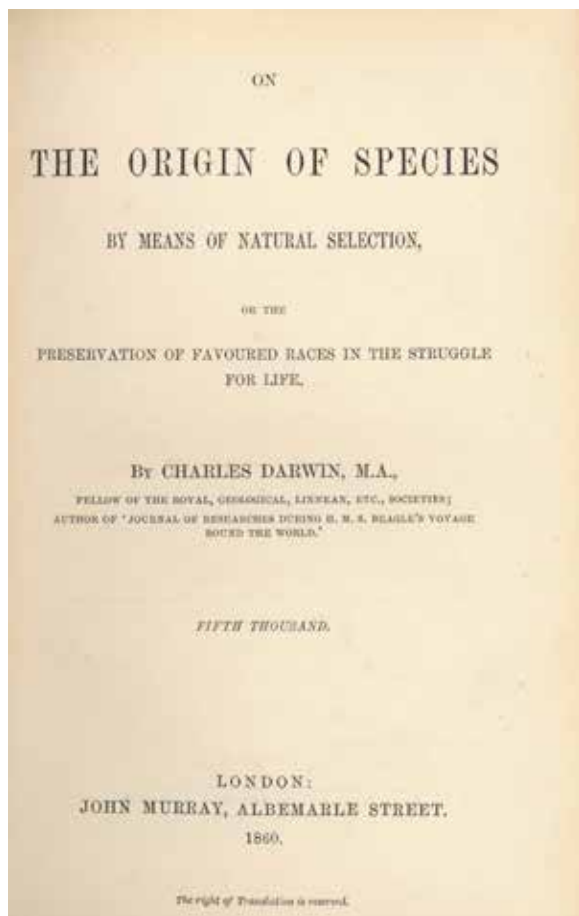 ON
THE ORIGIN OF SPECIES
BY MEANS OF NATURAL SELECTION,
OR THE
PRESERVATION OF FAVOURED RACES IN THE STRUGGLE
FOR LIFE.
BY CHARLES DARWIN, M.A.,
FELLOW OF THE ROYAL, GEOLOGICAL, LINNEAN, ETC., SOCIETIES;
AUTHOR OF 'JOURNAL OF RESEARCHES DURING H. M. S. BEAGLE'S VOYAGE
ROUND THE WORLD.'
FIFTH THOUSAND.
LONDON:
JOHN MURRAY, ALBEMARLE STREET.
1860.
The right of Translation is reserved.